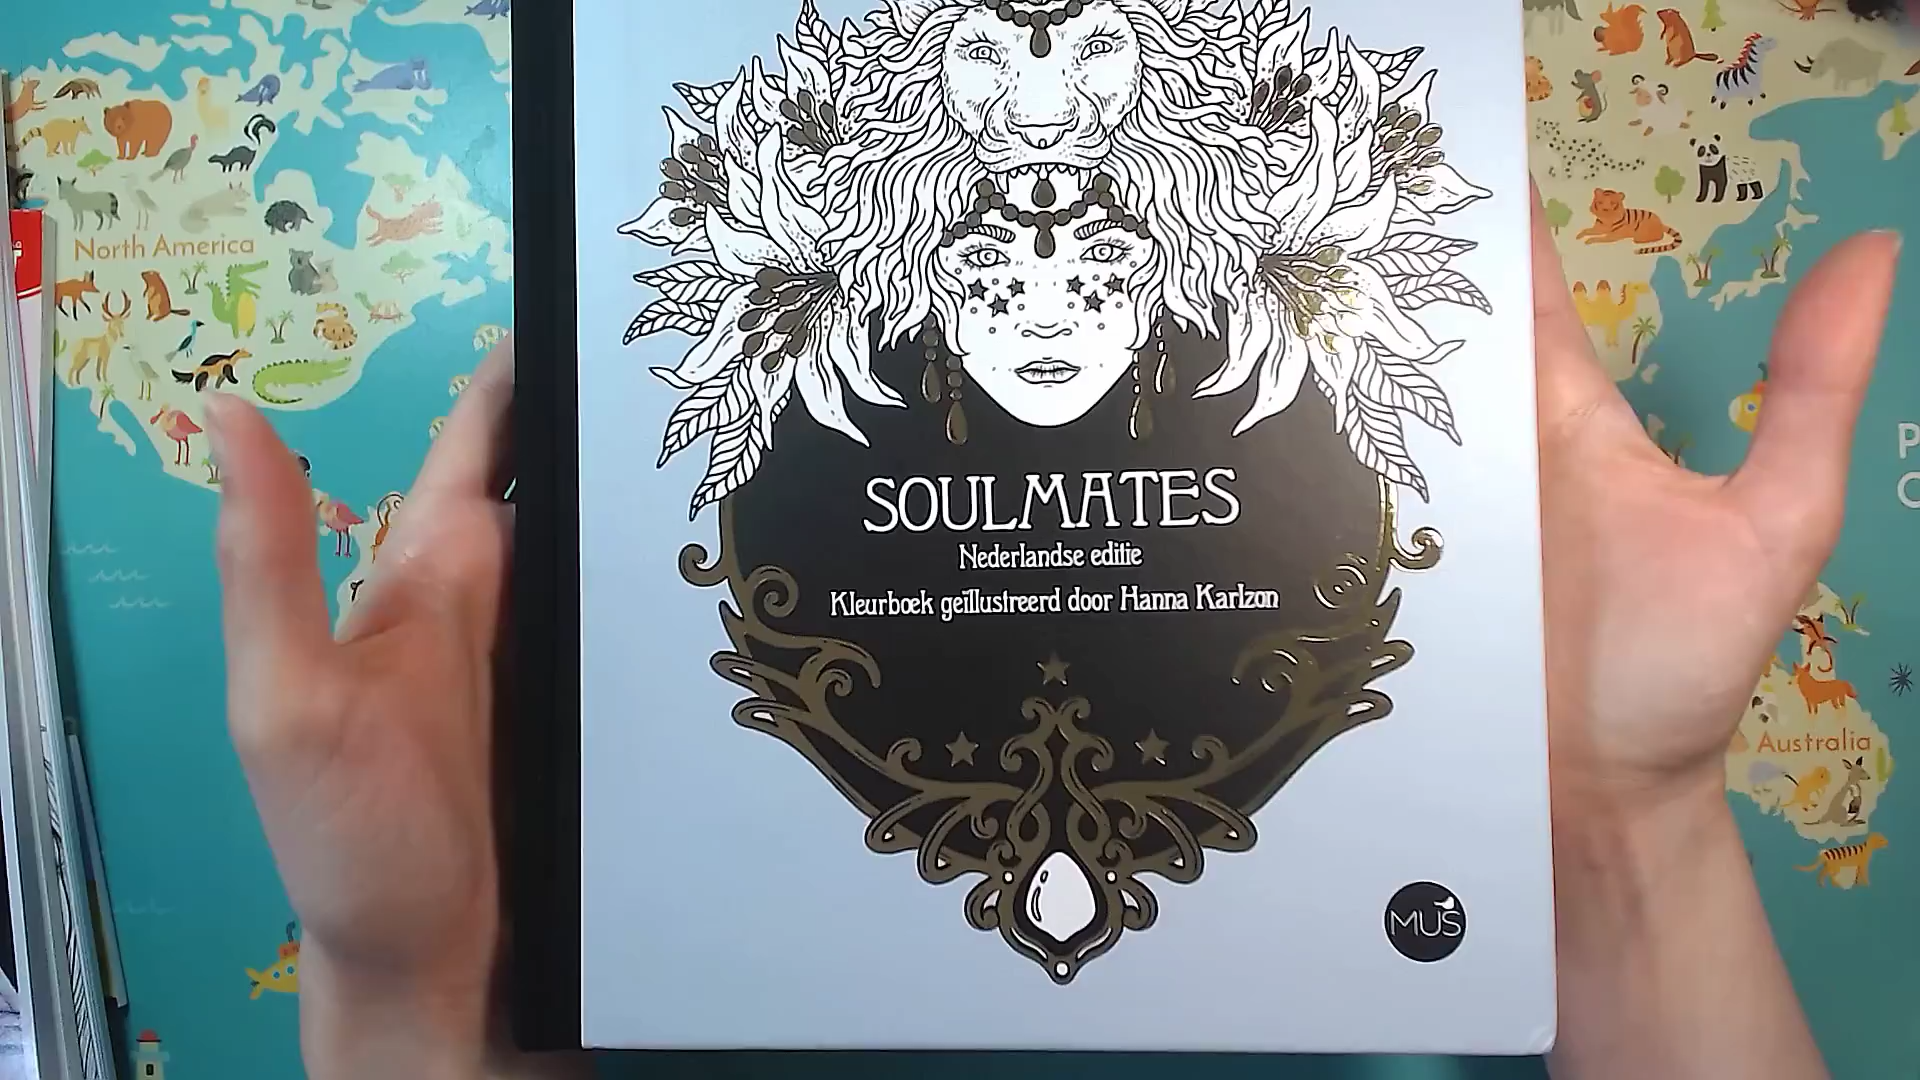 North America
SOULMATES
Nederlandse editie
Kleurboek geïllustreerd door Hanna Karlzon
MUS
Australia